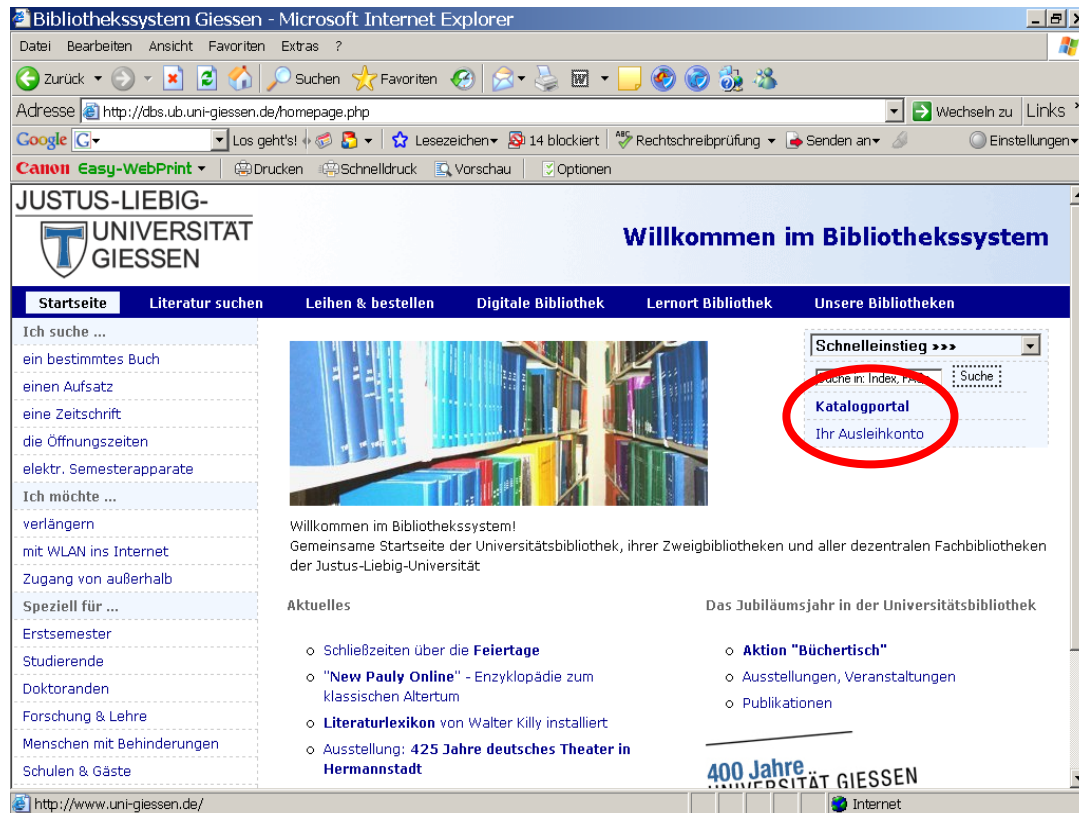 Bibliothekssystem Giessen - Microsoft Internet Explorer
Datei Bearbeiten Ansicht Favoriten Extras ?
Zurück Suchen Favoriten
Adresse http://dbs.ub.uni-giessen.de/homepage.php Wechseln zu Links
Google G Los geht's! Lesezeichen 14 blockiert ABC Rechtschreibprüfung Senden an Einstellungen
Canon Easy-WebPrint Drucken Schnelldruck Vorschau Optionen
JUSTUS-LIEBIG-
UNIVERSITÄT
GIESSEN
Willkommen im Bibliothekssystem
Startseite Literatur suchen Leihen & bestellen Digitale Bibliothek Lernort Bibliothek Unsere Bibliotheken
Ich suche ...
ein bestimmtes Buch
einen Aufsatz
eine Zeitschrift
die Öffnungszeiten
elektr. Semesterapparate
Ich möchte ...
verlängern
mit WLAN ins Internet
Zugang von außerhalb
Speziell für ...
Erstsemester
Studierende
Doktoranden
Forschung & Lehre
Menschen mit Behinderungen
Schulen & Gäste
Schnelleinstieg >>>
Suche in: Index, FAQs Suche
Katalogportal
Ihr Ausleihkonto
Willkommen im Bibliothekssystem!
Gemeinsame Startseite der Universitätsbibliothek, ihrer Zweigbibliotheken und aller dezentralen Fachbibliotheken
der Justus-Liebig-Universität
Aktuelles
Schließzeiten über die Feiertage
"New Pauly Online" - Enzyklopädie zum
klassischen Altertum
Literaturlexikon von Walter Killy installiert
Ausstellung: 425 Jahre deutsches Theater in
Hermannstadt
Das Jubiläumsjahr in der Universitätsbibliothek
Aktion "Büchertisch"
Ausstellungen, Veranstaltungen
Publikationen
400 Jahre
UNIVERSITÄT GIESSEN
http://www.uni-giessen.de/ Internet